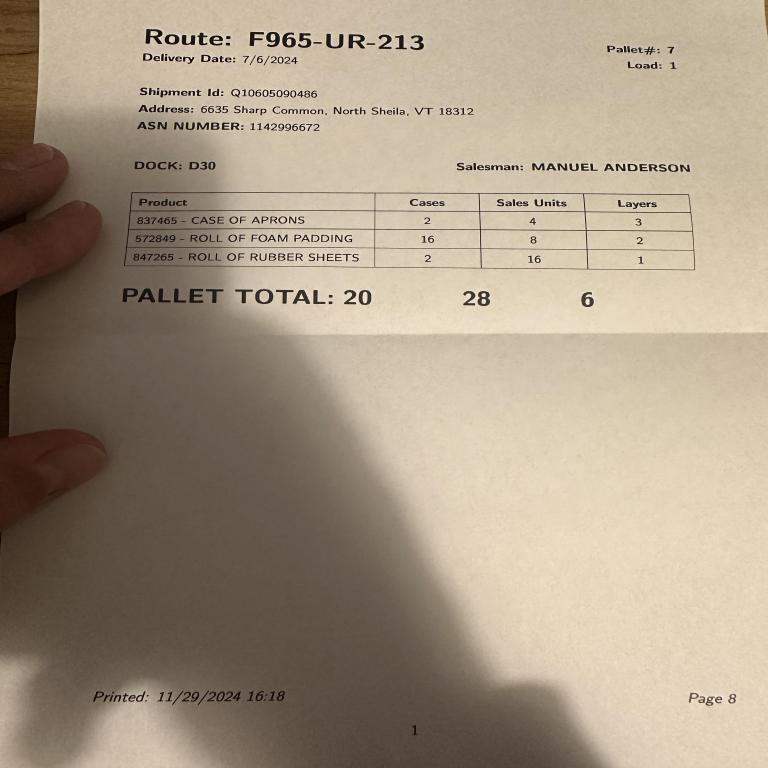 Route: F965-UR-213
Delivery Date: 7/6/2024
Pallet#: 7
Load: 1
Shipment Id: Q10605090486
Address: 6635 Sharp Common, North Sheila, VT 18312
ASN NUMBER: 1142996672
DOCK: D30 Salesman: MANUEL ANDERSON
Product Cases Sales Units Layers
837465 - CASE OF APRONS 2 4 3
572849 - ROLL OF FOAM PADDING 16 8 2
847265 - ROLL OF RUBBER SHEETS 2 16 1
PALLET TOTAL: 20 28 6
Printed: 11/29/2024 16:18 Page 8
1